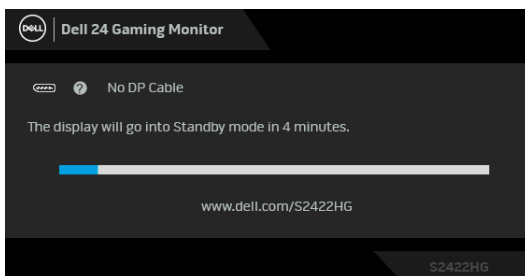 DELL Dell 24 Gaming Monitor
? No DP Cable
The display will go into Standby mode in 4 minutes.
www.dell.com/S2422HG
S2422HG